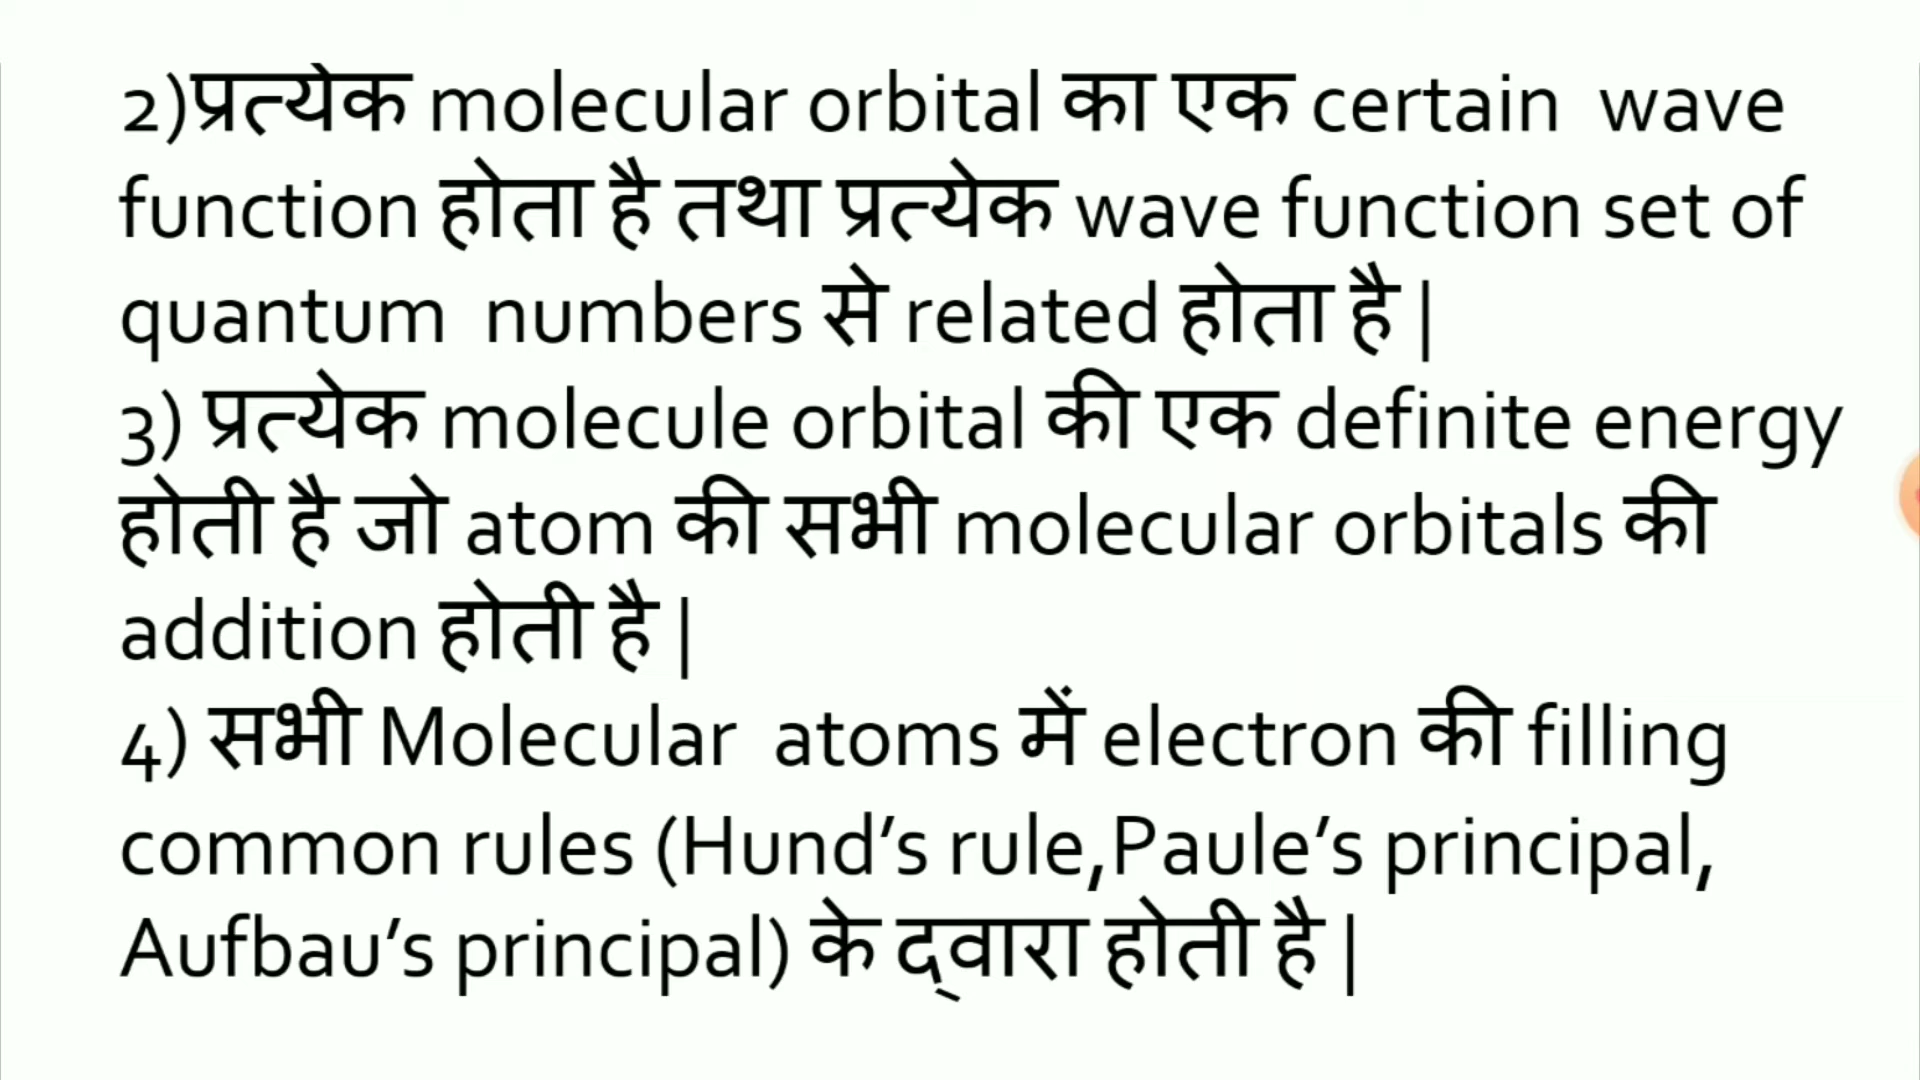 2)प्रत्येक molecular orbital का एक certain wave
function होता है तथा प्रत्येक wave function set of
quantum numbers से related होता है |
3) प्रत्येक molecule orbital की एक definite energy
होती है जो atom की सभी molecular orbitals की
addition होती है |
4) सभी Molecular atoms में electron की filling
common rules (Hund’s rule,Paule’s principal,
Aufbau’s principal) के द्वारा होती है |